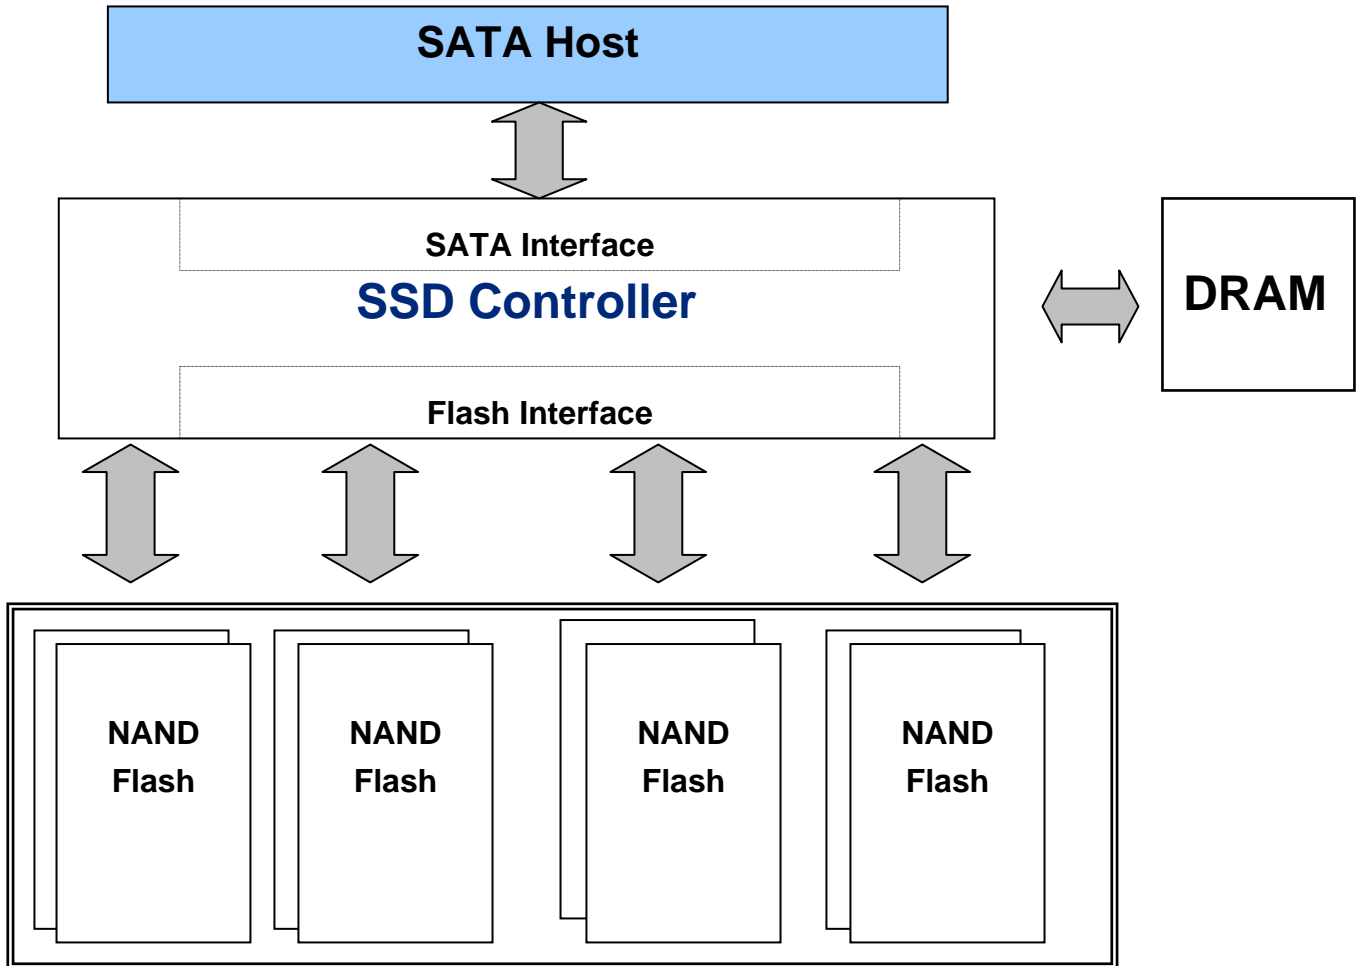 SATA Host
SATA Interface
SSD Controller
DRAM
Flash Interface
NAND
Flash
NAND
Flash
NAND
Flash
NAND
Flash